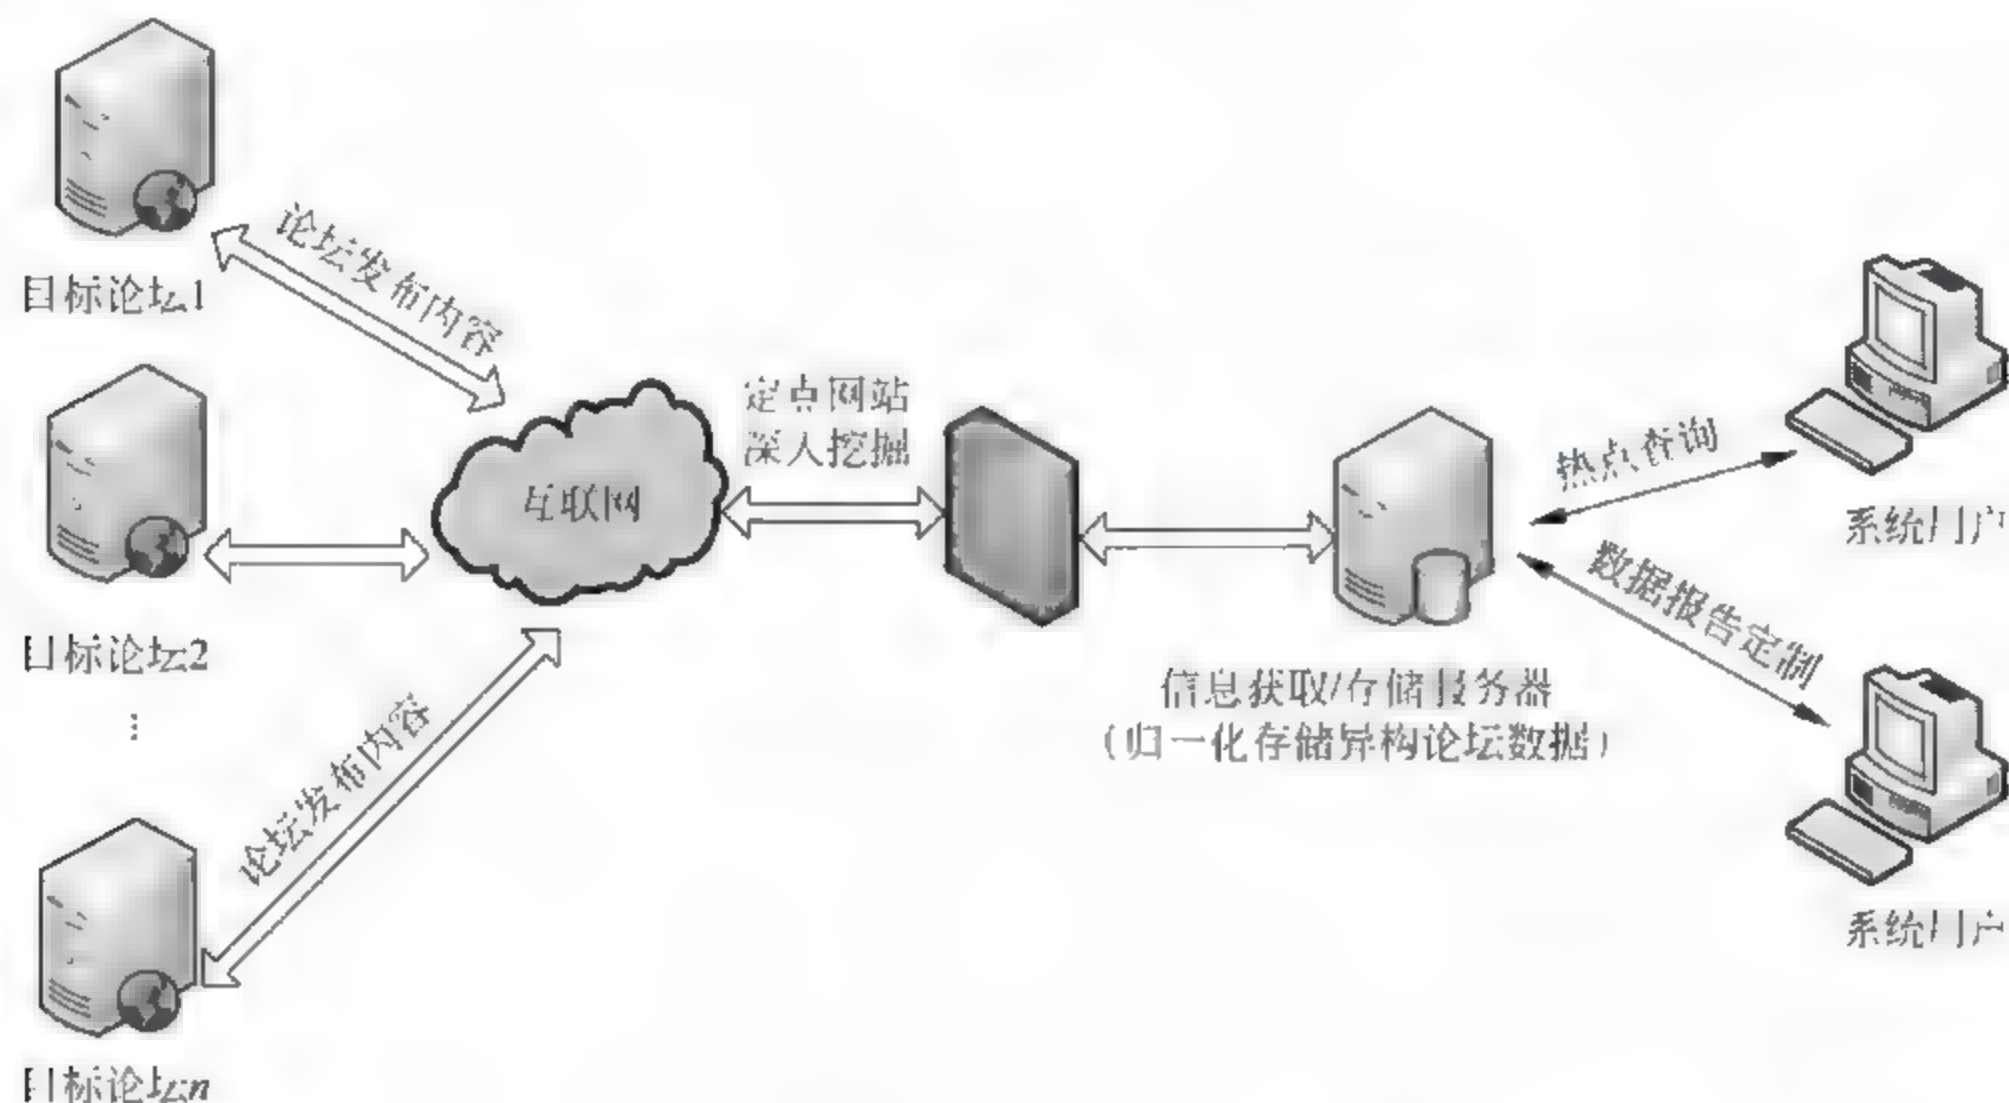 目标论坛1
论坛发布内容
目标论坛2
⋮
论坛发布内容
目标论坛n
互联网
定点网站
深入挖掘
信息获取/存储服务器
(归一化存储异构论坛数据)
热点查询
系统门户
数据报告定制
系统门户